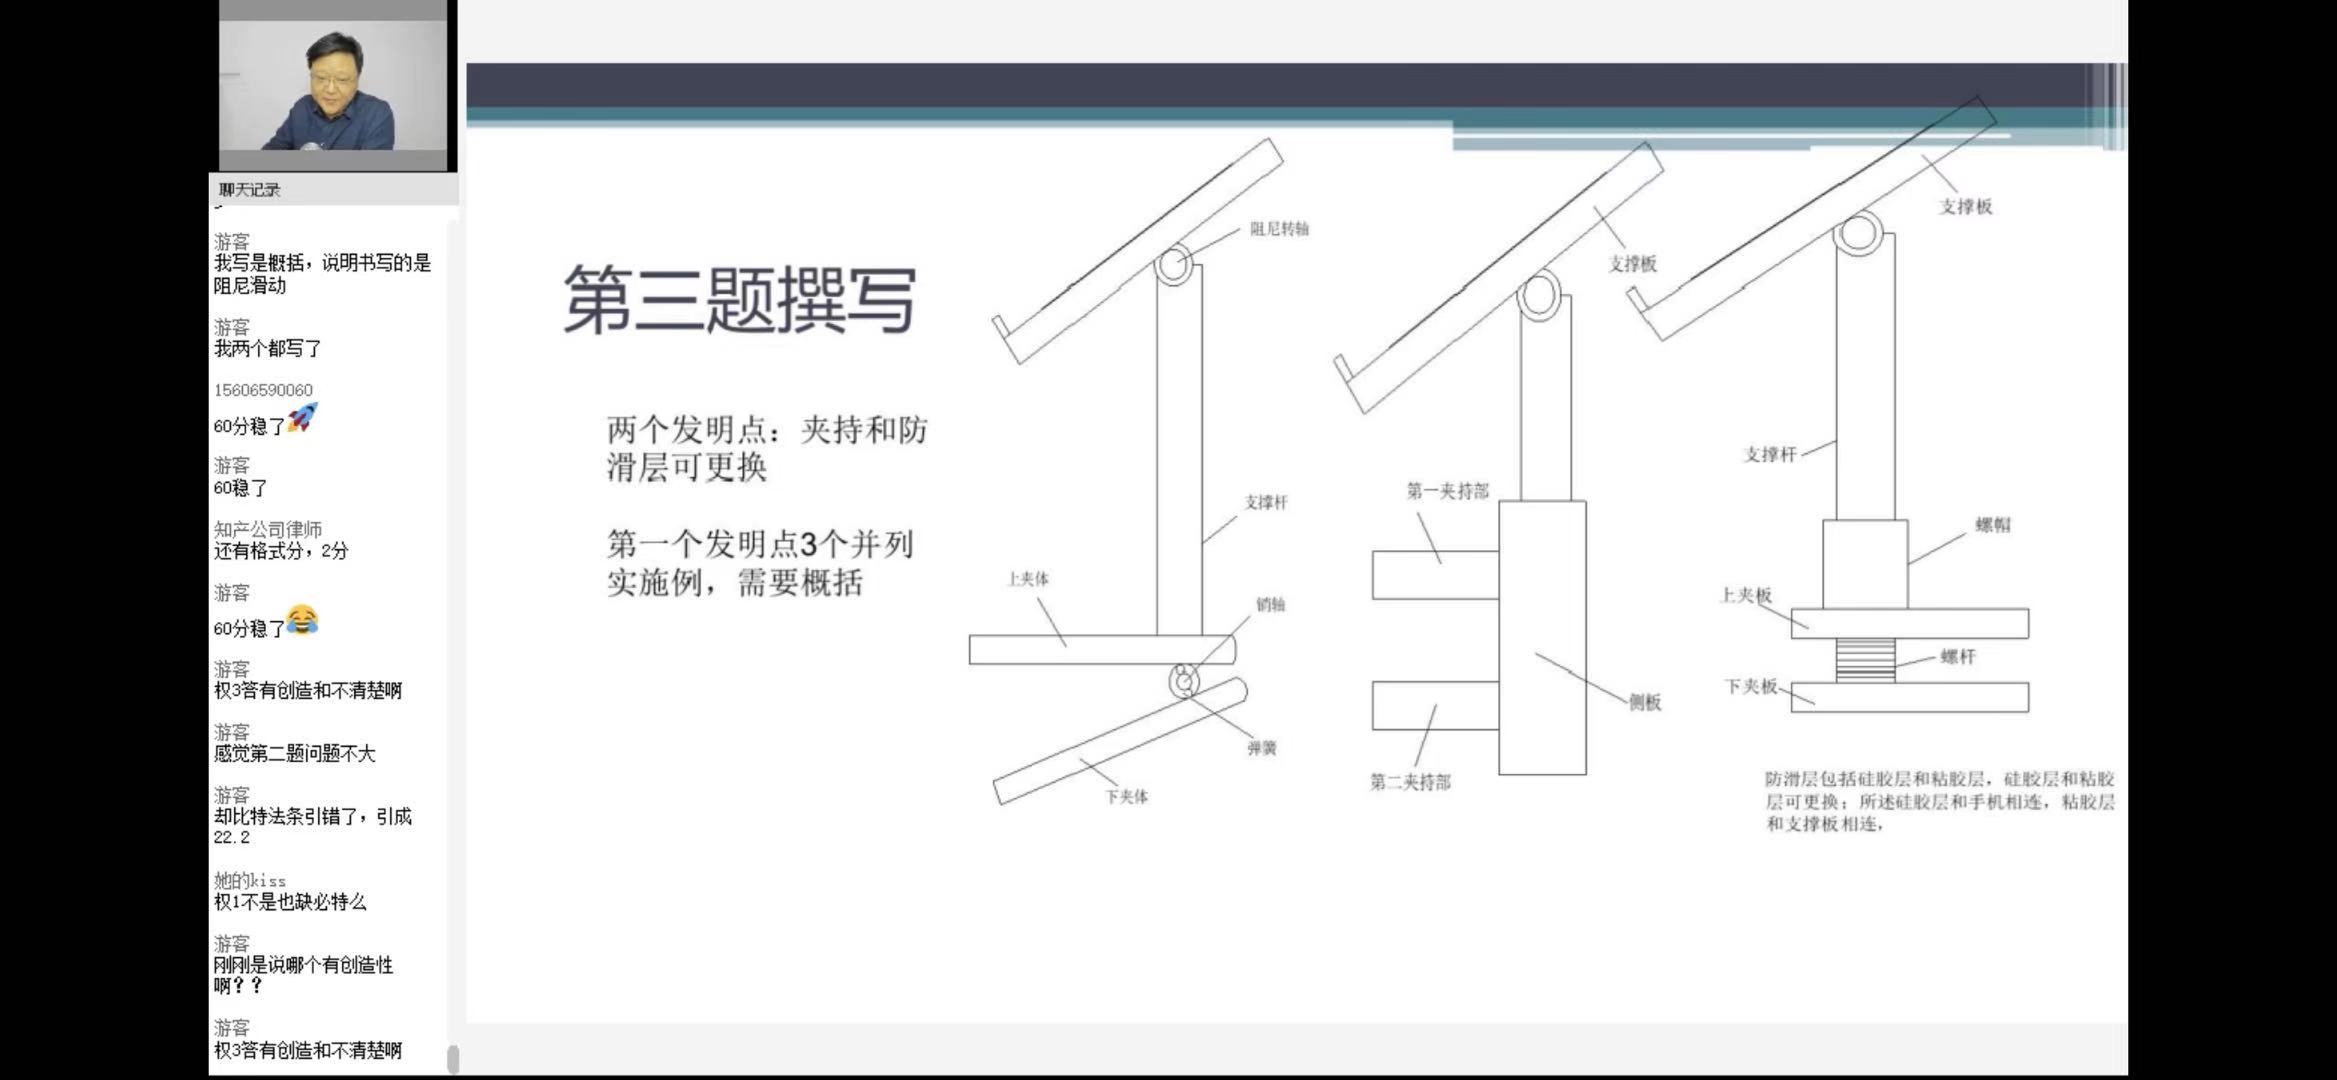 聊天记录
游客
我写是概括，说明书写的是
阻尼滑动
游客
我两个都写了
15606590060
60分稳了
游客
60稳了
知产公司律师
还有格式分，2分
游客
60分稳了
游客
权3答有创造和不清楚啊
游客
感觉第二题问题不大
游客
却比特法条引错了，引成
22.2
她的kiss
权1不是也缺必特么
游客
刚刚是说哪个有创造性
啊？？
游客
权3答有创造和不清楚啊
第三题撰写
两个发明点：夹持和防
滑层可更换
第一个发明点3个并列
实施例，需要概括
阻尼转轴
支撑杆
上夹体
销轴
弹簧
下夹体
支撑板
第一夹持部
侧板
第二夹持部
支撑板
支撑杆
螺帽
上夹板
螺杆
下夹板
防滑层包括硅胶层和粘胶层，硅胶层和粘胶
层可更换；所述硅胶层和手机相连，粘胶层
和支撑板相连，